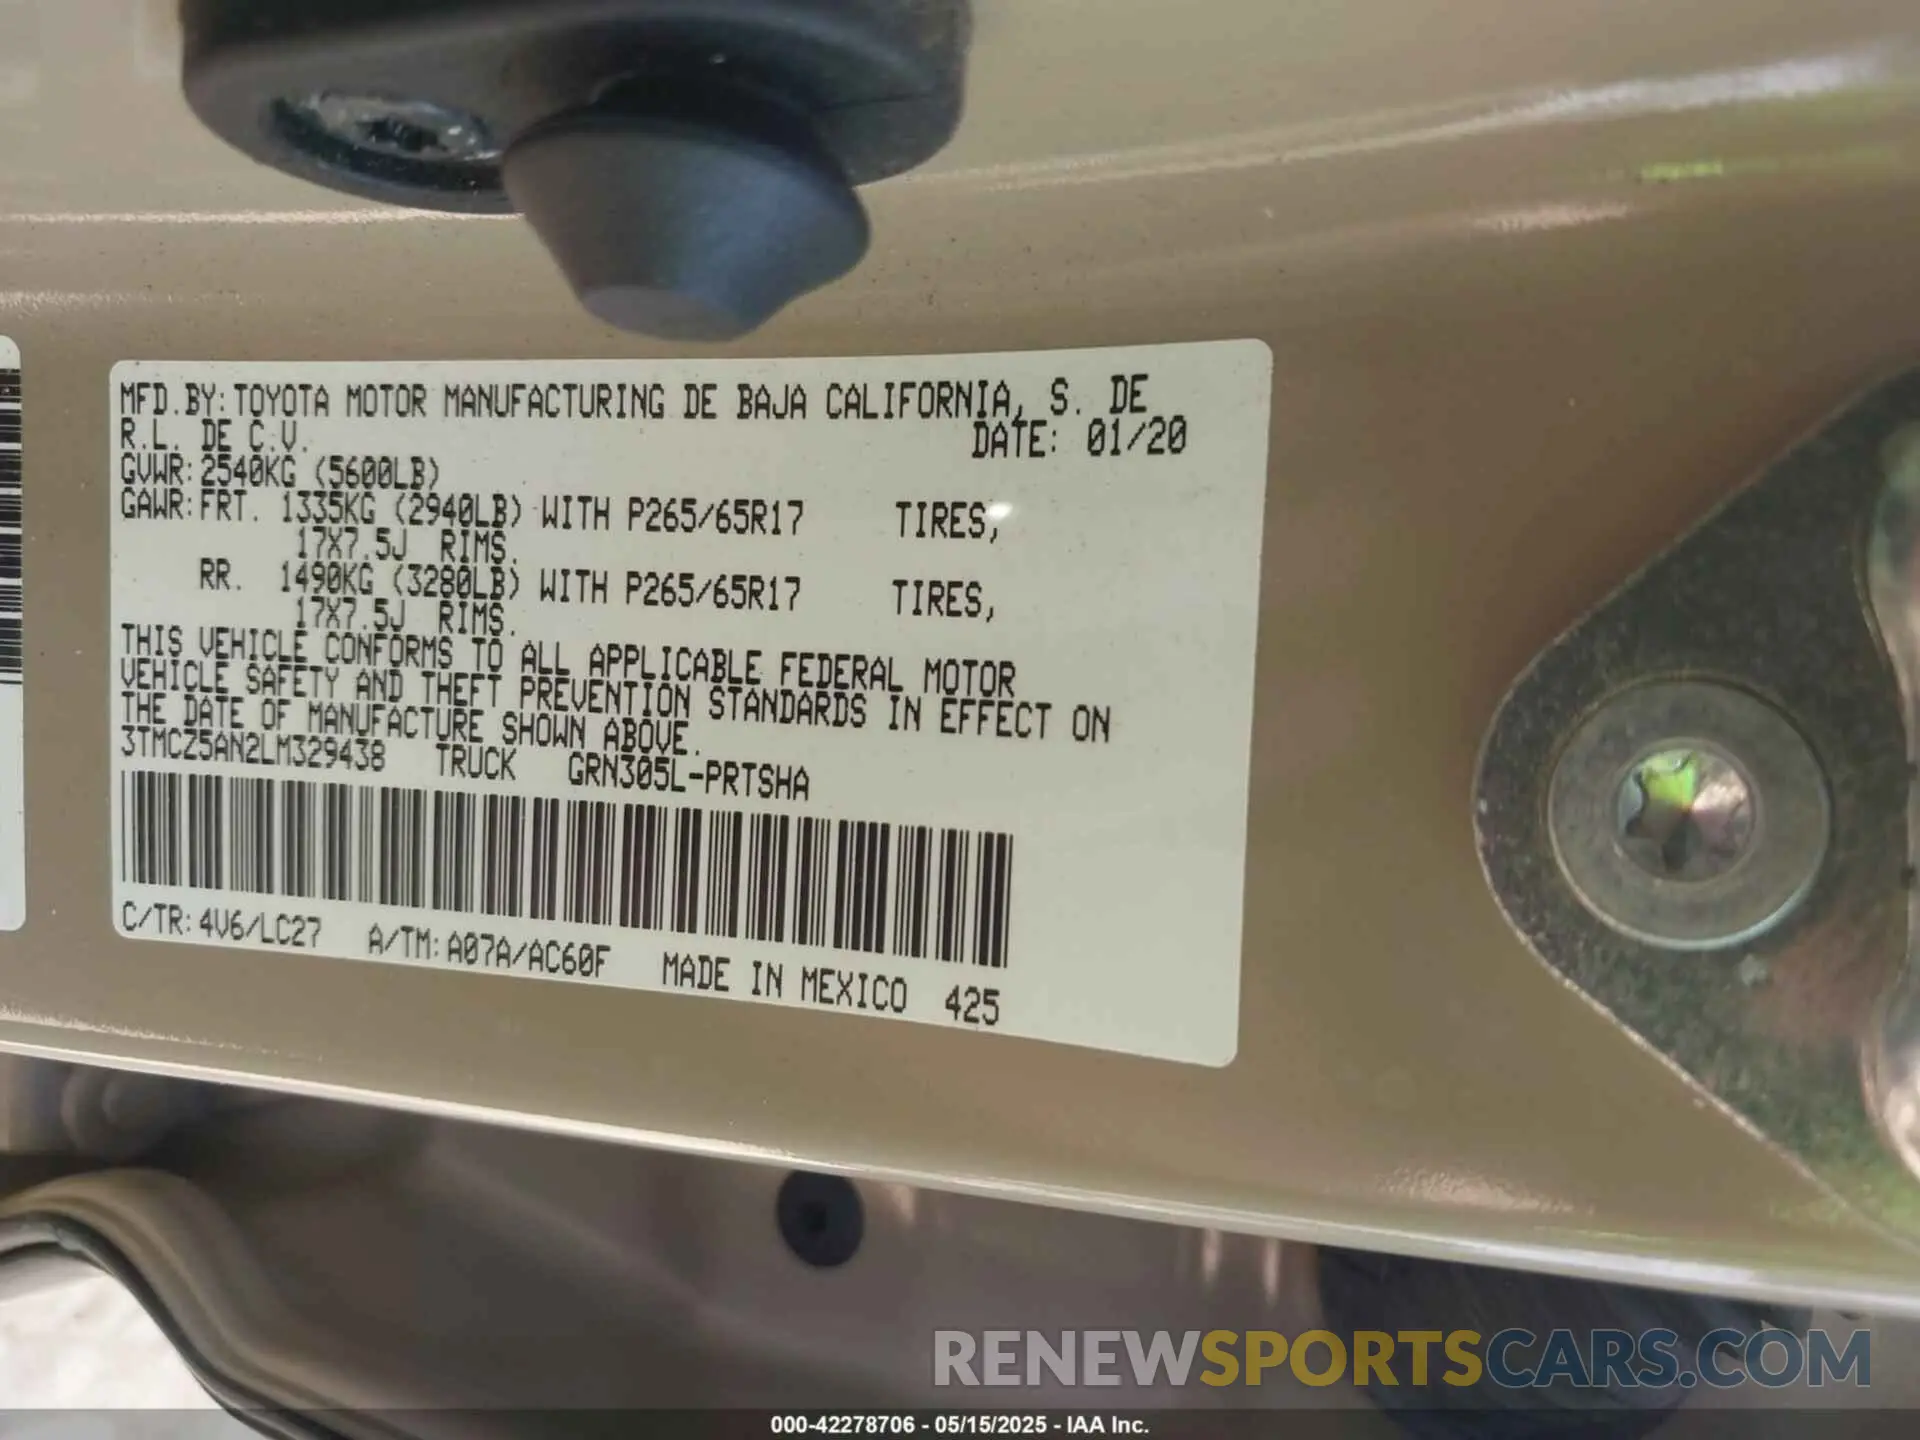 MFD.BY: TOYOTA MOTOR MANUFACTURING DE BAJA CALIFORNIA, S. DE
R.L. DE C.V. DATE: 01/20
GVWR: 2540KG (5600LB)
GAWR: FRT. 1335KG (2940LB) WITH P265/65R17 TIRES,
17X7.5J RIMS.
RR. 1490KG (3280LB) WITH P265/65R17 TIRES,
17X7.5J RIMS.
THIS VEHICLE CONFORMS TO ALL APPLICABLE FEDERAL MOTOR
VEHICLE SAFETY AND THEFT PREVENTION STANDARDS IN EFFECT ON
THE DATE OF MANUFACTURE SHOWN ABOVE.
3TMCZ5AN2LM329438 TRUCK GRN305L-PRTSHA
C/TR: 4V6/LC27 A/TM: A07A/AC60F MADE IN MEXICO 425
RENEWSPORTSCARS.COM
000-42278706 - 05/15/2025 - IAA Inc.